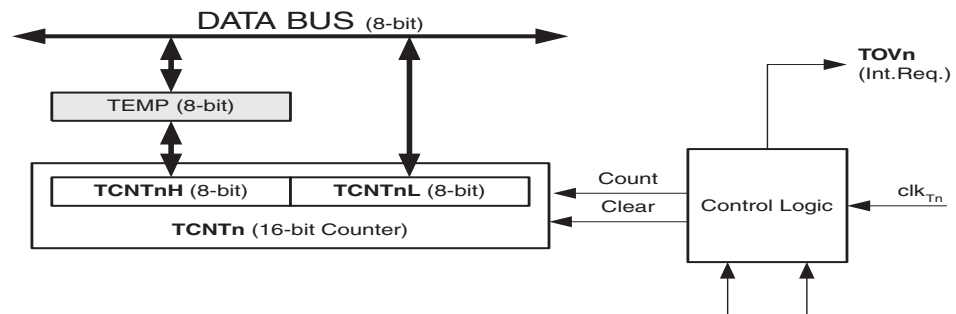 DATA BUS (8-bit)
TOVn
(Int.Req.)
TEMP (8-bit)
TCNTnH (8-bit)
TCNTnL (8-bit)
TCNTn (16-bit Counter)
Count
Clear
Control Logic
clkTn